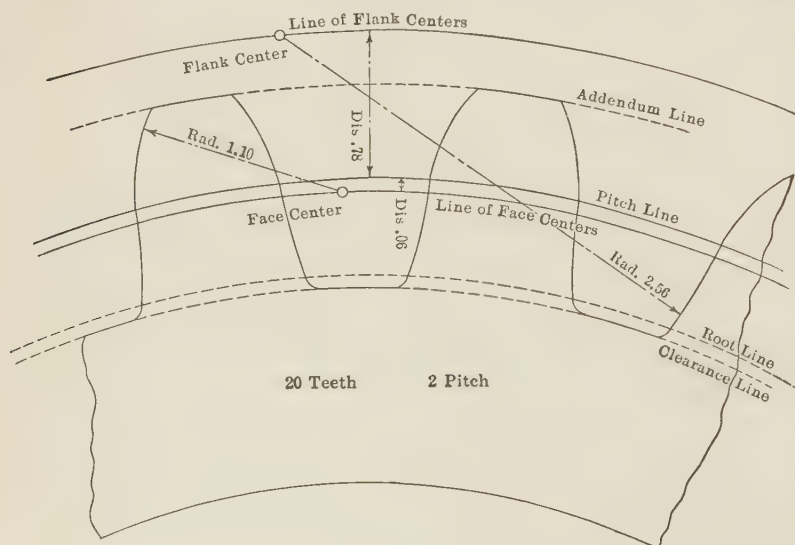 Line of Flank Centers
Flank Center
Addendum Line
Dis .78
Rad. 1.10
Face Center
Dis .06
Line of Face Centers
Pitch Line
Rad. 2.56
Root Line
Clearance Line
20 Teeth 2 Pitch